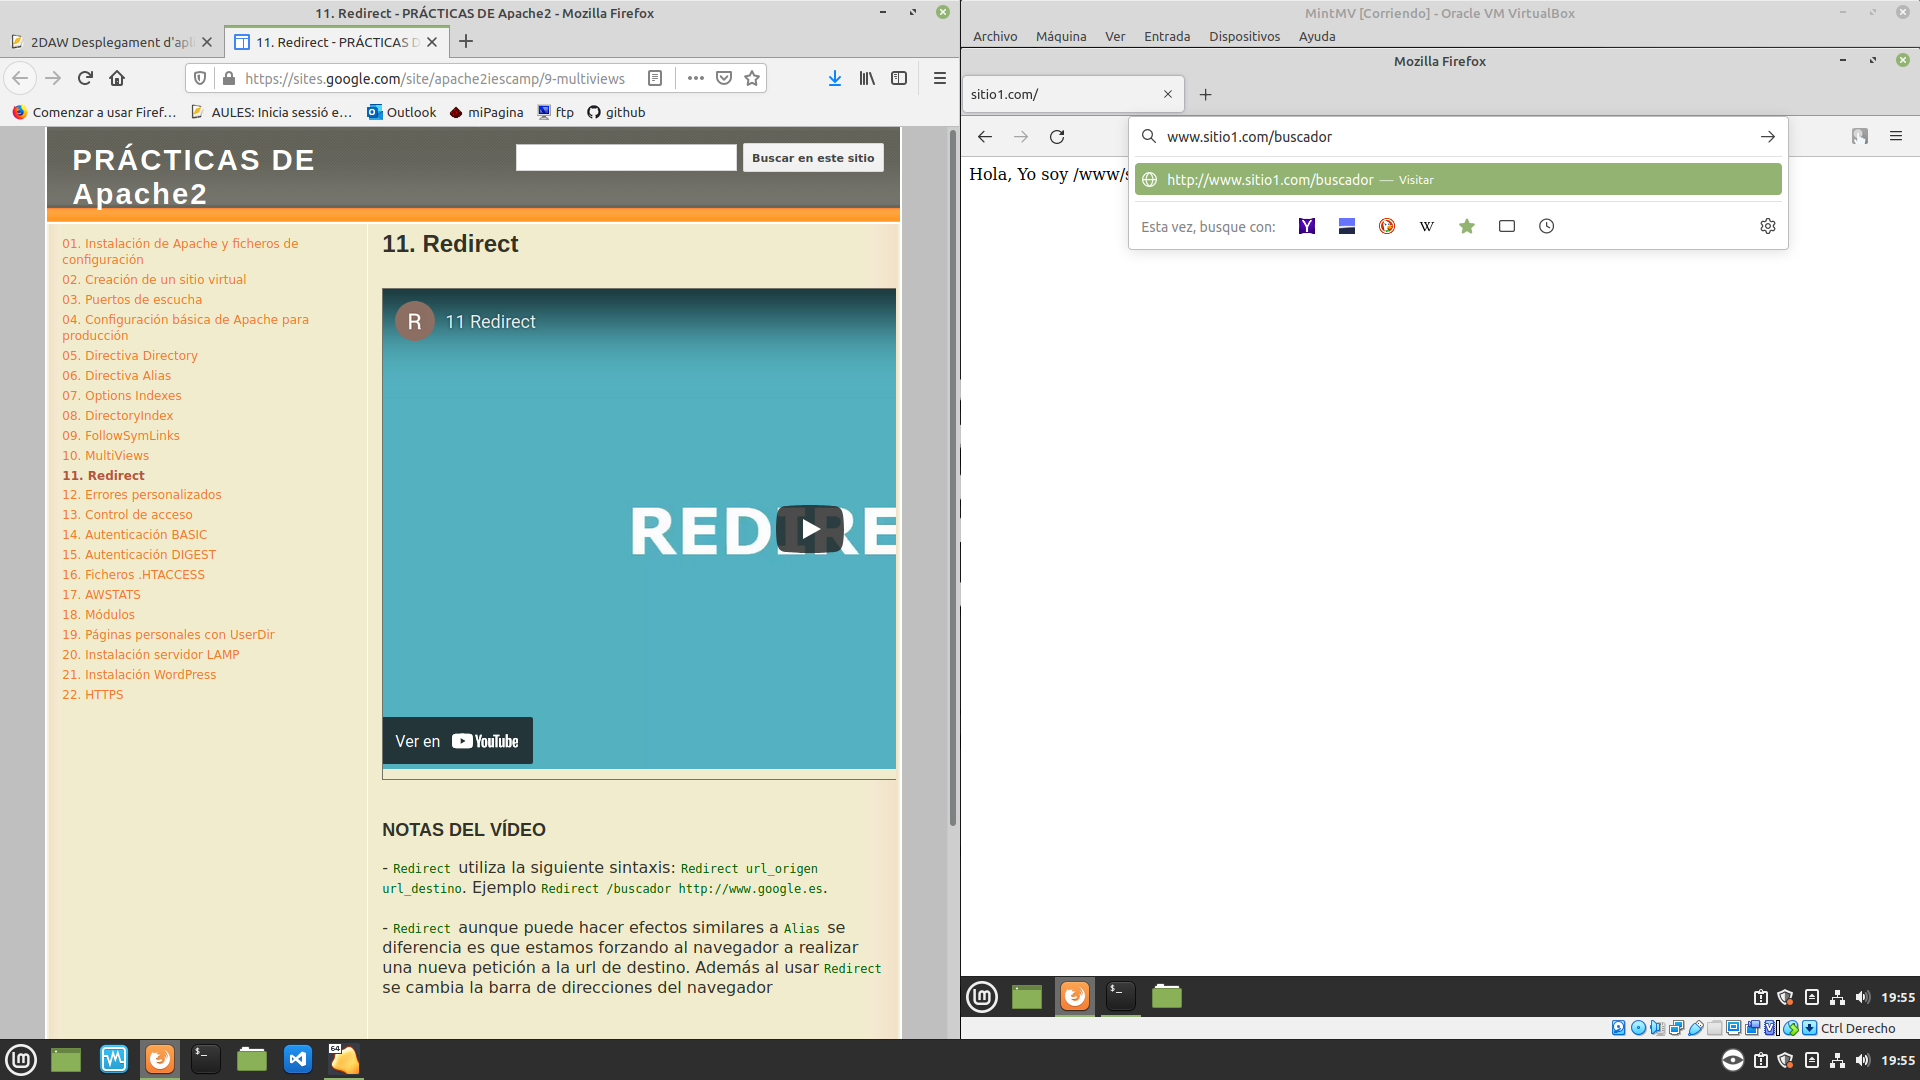 11. Redirect - PRÁCTICAS DE Apache2 - Mozilla Firefox
2DAW Desplegament d'apl
11. Redirect - PRÁCTICAS D
https://sites.google.com/site/apache2iescamp/9-multiviews
Comenzar a usar Firef…
AULES: Inicia sessió e…
Outlook
miPagina
ftp
github
PRÁCTICAS DE
Apache2
Buscar en este sitio
01. Instalación de Apache y ficheros de
configuración
02. Creación de un sitio virtual
03. Puertos de escucha
04. Configuración básica de Apache para
producción
05. Directiva Directory
06. Directiva Alias
07. Options Indexes
08. DirectoryIndex
09. FollowSymLinks
10. MultiViews
11. Redirect
12. Errores personalizados
13. Control de acceso
14. Autenticación BASIC
15. Autenticación DIGEST
16. Ficheros .HTACCESS
17. AWSTATS
18. Módulos
19. Páginas personales con UserDir
20. Instalación servidor LAMP
21. Instalación WordPress
22. HTTPS
11. Redirect
R
11 Redirect
REDIRE
Ver en YouTube
NOTAS DEL VÍDEO
- Redirect utiliza la siguiente sintaxis: Redirect url_origen
url_destino. Ejemplo Redirect /buscador http://www.google.es.
- Redirect aunque puede hacer efectos similares a Alias se
diferencia es que estamos forzando al navegador a realizar
una nueva petición a la url de destino. Además al usar Redirect
se cambia la barra de direcciones del navegador
64
19:55
MintMV [Corriendo] - Oracle VM VirtualBox
Archivo Máquina Ver Entrada Dispositivos Ayuda
Mozilla Firefox
sitio1.com/
www.sitio1.com/buscador
http://www.sitio1.com/buscador — Visitar
Esta vez, busque con:
W
Hola, Yo soy /www/s
19:55
Ctrl Derecho